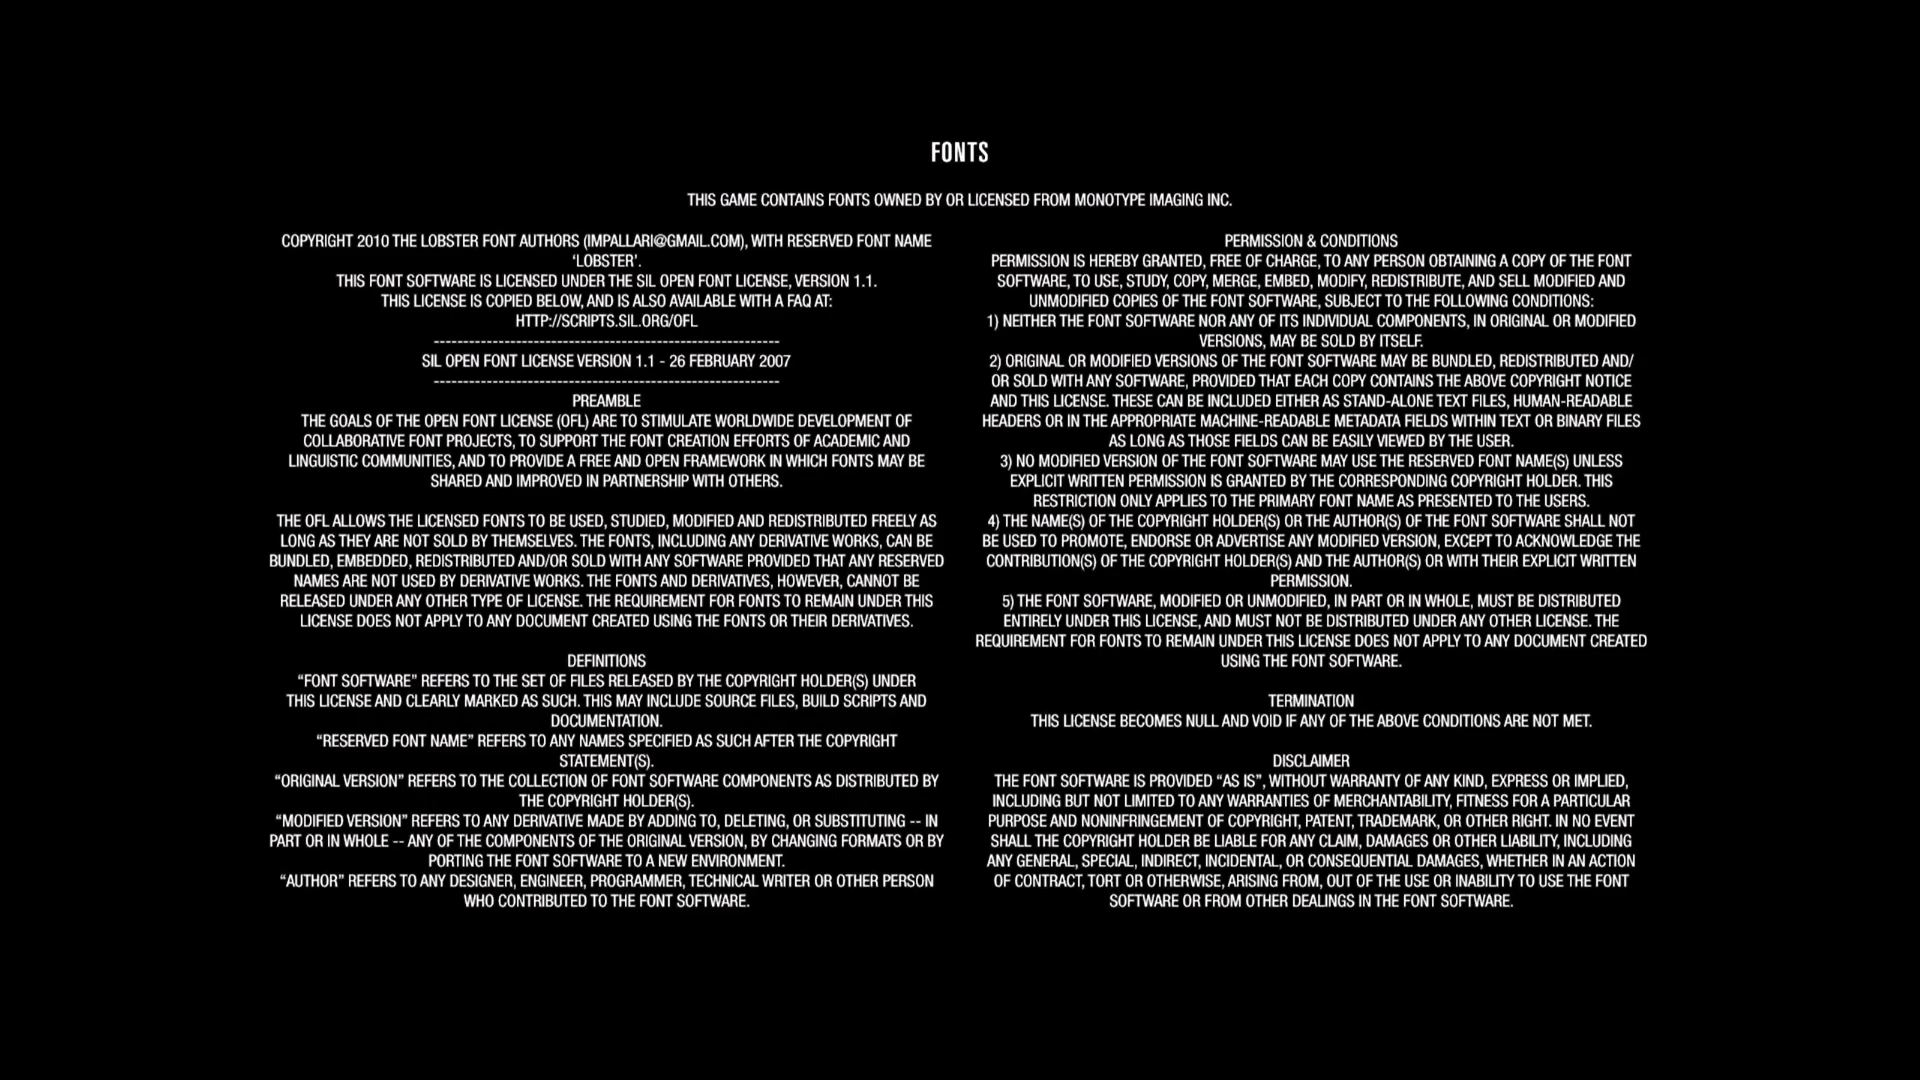 FONTS
THIS GAME CONTAINS FONTS OWNED BY OR LICENSED FROM MONOTYPE IMAGING INC.
COPYRIGHT 2010 THE LOBSTER FONT AUTHORS (IMPALLARI@GMAIL.COM), WITH RESERVED FONT NAME
‘LOBSTER’.
THIS FONT SOFTWARE IS LICENSED UNDER THE SIL OPEN FONT LICENSE, VERSION 1.1.
THIS LICENSE IS COPIED BELOW, AND IS ALSO AVAILABLE WITH A FAQ AT:
HTTP://SCRIPTS.SIL.ORG/OFL
-----------------------------------------------------------
SIL OPEN FONT LICENSE VERSION 1.1 - 26 FEBRUARY 2007
-----------------------------------------------------------
PREAMBLE
THE GOALS OF THE OPEN FONT LICENSE (OFL) ARE TO STIMULATE WORLDWIDE DEVELOPMENT OF
COLLABORATIVE FONT PROJECTS, TO SUPPORT THE FONT CREATION EFFORTS OF ACADEMIC AND
LINGUISTIC COMMUNITIES, AND TO PROVIDE A FREE AND OPEN FRAMEWORK IN WHICH FONTS MAY BE
SHARED AND IMPROVED IN PARTNERSHIP WITH OTHERS.
THE OFL ALLOWS THE LICENSED FONTS TO BE USED, STUDIED, MODIFIED AND REDISTRIBUTED FREELY AS
LONG AS THEY ARE NOT SOLD BY THEMSELVES. THE FONTS, INCLUDING ANY DERIVATIVE WORKS, CAN BE
BUNDLED, EMBEDDED, REDISTRIBUTED AND/OR SOLD WITH ANY SOFTWARE PROVIDED THAT ANY RESERVED
NAMES ARE NOT USED BY DERIVATIVE WORKS. THE FONTS AND DERIVATIVES, HOWEVER, CANNOT BE
RELEASED UNDER ANY OTHER TYPE OF LICENSE. THE REQUIREMENT FOR FONTS TO REMAIN UNDER THIS
LICENSE DOES NOT APPLY TO ANY DOCUMENT CREATED USING THE FONTS OR THEIR DERIVATIVES.
DEFINITIONS
“FONT SOFTWARE” REFERS TO THE SET OF FILES RELEASED BY THE COPYRIGHT HOLDER(S) UNDER
THIS LICENSE AND CLEARLY MARKED AS SUCH. THIS MAY INCLUDE SOURCE FILES, BUILD SCRIPTS AND
DOCUMENTATION.
“RESERVED FONT NAME” REFERS TO ANY NAMES SPECIFIED AS SUCH AFTER THE COPYRIGHT
STATEMENT(S).
“ORIGINAL VERSION” REFERS TO THE COLLECTION OF FONT SOFTWARE COMPONENTS AS DISTRIBUTED BY
THE COPYRIGHT HOLDER(S).
“MODIFIED VERSION” REFERS TO ANY DERIVATIVE MADE BY ADDING TO, DELETING, OR SUBSTITUTING -- IN
PART OR IN WHOLE -- ANY OF THE COMPONENTS OF THE ORIGINAL VERSION, BY CHANGING FORMATS OR BY
PORTING THE FONT SOFTWARE TO A NEW ENVIRONMENT.
“AUTHOR” REFERS TO ANY DESIGNER, ENGINEER, PROGRAMMER, TECHNICAL WRITER OR OTHER PERSON
WHO CONTRIBUTED TO THE FONT SOFTWARE.
PERMISSION & CONDITIONS
PERMISSION IS HEREBY GRANTED, FREE OF CHARGE, TO ANY PERSON OBTAINING A COPY OF THE FONT
SOFTWARE, TO USE, STUDY, COPY, MERGE, EMBED, MODIFY, REDISTRIBUTE, AND SELL MODIFIED AND
UNMODIFIED COPIES OF THE FONT SOFTWARE, SUBJECT TO THE FOLLOWING CONDITIONS:
1) NEITHER THE FONT SOFTWARE NOR ANY OF ITS INDIVIDUAL COMPONENTS, IN ORIGINAL OR MODIFIED
VERSIONS, MAY BE SOLD BY ITSELF.
2) ORIGINAL OR MODIFIED VERSIONS OF THE FONT SOFTWARE MAY BE BUNDLED, REDISTRIBUTED AND/
OR SOLD WITH ANY SOFTWARE, PROVIDED THAT EACH COPY CONTAINS THE ABOVE COPYRIGHT NOTICE
AND THIS LICENSE. THESE CAN BE INCLUDED EITHER AS STAND-ALONE TEXT FILES, HUMAN-READABLE
HEADERS OR IN THE APPROPRIATE MACHINE-READABLE METADATA FIELDS WITHIN TEXT OR BINARY FILES
AS LONG AS THOSE FIELDS CAN BE EASILY VIEWED BY THE USER.
3) NO MODIFIED VERSION OF THE FONT SOFTWARE MAY USE THE RESERVED FONT NAME(S) UNLESS
EXPLICIT WRITTEN PERMISSION IS GRANTED BY THE CORRESPONDING COPYRIGHT HOLDER. THIS
RESTRICTION ONLY APPLIES TO THE PRIMARY FONT NAME AS PRESENTED TO THE USERS.
4) THE NAME(S) OF THE COPYRIGHT HOLDER(S) OR THE AUTHOR(S) OF THE FONT SOFTWARE SHALL NOT
BE USED TO PROMOTE, ENDORSE OR ADVERTISE ANY MODIFIED VERSION, EXCEPT TO ACKNOWLEDGE THE
CONTRIBUTION(S) OF THE COPYRIGHT HOLDER(S) AND THE AUTHOR(S) OR WITH THEIR EXPLICIT WRITTEN
PERMISSION.
5) THE FONT SOFTWARE, MODIFIED OR UNMODIFIED, IN PART OR IN WHOLE, MUST BE DISTRIBUTED
ENTIRELY UNDER THIS LICENSE, AND MUST NOT BE DISTRIBUTED UNDER ANY OTHER LICENSE. THE
REQUIREMENT FOR FONTS TO REMAIN UNDER THIS LICENSE DOES NOT APPLY TO ANY DOCUMENT CREATED
USING THE FONT SOFTWARE.
TERMINATION
THIS LICENSE BECOMES NULL AND VOID IF ANY OF THE ABOVE CONDITIONS ARE NOT MET.
DISCLAIMER
THE FONT SOFTWARE IS PROVIDED “AS IS”, WITHOUT WARRANTY OF ANY KIND, EXPRESS OR IMPLIED,
INCLUDING BUT NOT LIMITED TO ANY WARRANTIES OF MERCHANTABILITY, FITNESS FOR A PARTICULAR
PURPOSE AND NONINFRINGEMENT OF COPYRIGHT, PATENT, TRADEMARK, OR OTHER RIGHT. IN NO EVENT
SHALL THE COPYRIGHT HOLDER BE LIABLE FOR ANY CLAIM, DAMAGES OR OTHER LIABILITY, INCLUDING
ANY GENERAL, SPECIAL, INDIRECT, INCIDENTAL, OR CONSEQUENTIAL DAMAGES, WHETHER IN AN ACTION
OF CONTRACT, TORT OR OTHERWISE, ARISING FROM, OUT OF THE USE OR INABILITY TO USE THE FONT
SOFTWARE OR FROM OTHER DEALINGS IN THE FONT SOFTWARE.